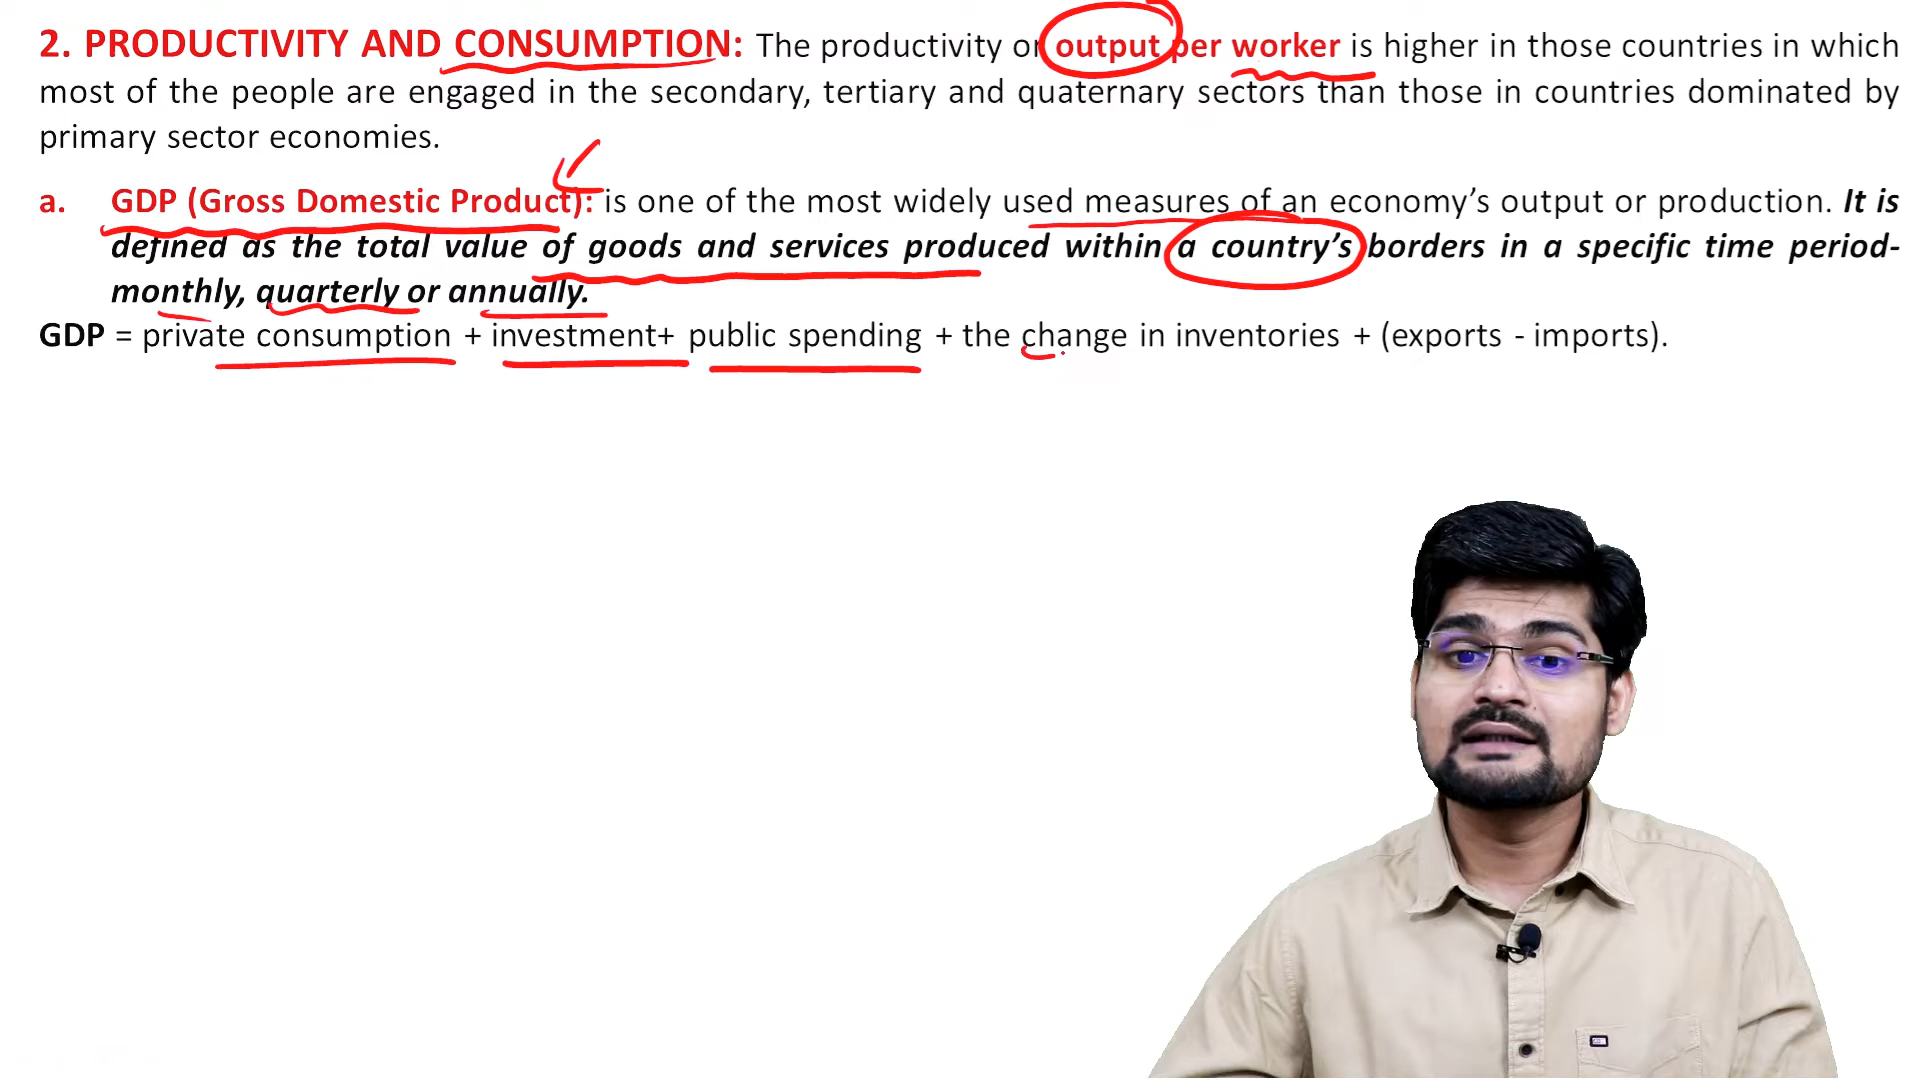 2. PRODUCTIVITY AND CONSUMPTION: The productivity or output per worker is higher in those countries in which
most of the people are engaged in the secondary, tertiary and quaternary sectors than those in countries dominated by
primary sector economies.
a. GDP (Gross Domestic Product): is one of the most widely used measures of an economy’s output or production. It is
defined as the total value of goods and services produced within a country’s borders in a specific time period-
monthly, quarterly or annually.
GDP = private consumption + investment+ public spending + the change in inventories + (exports - imports).